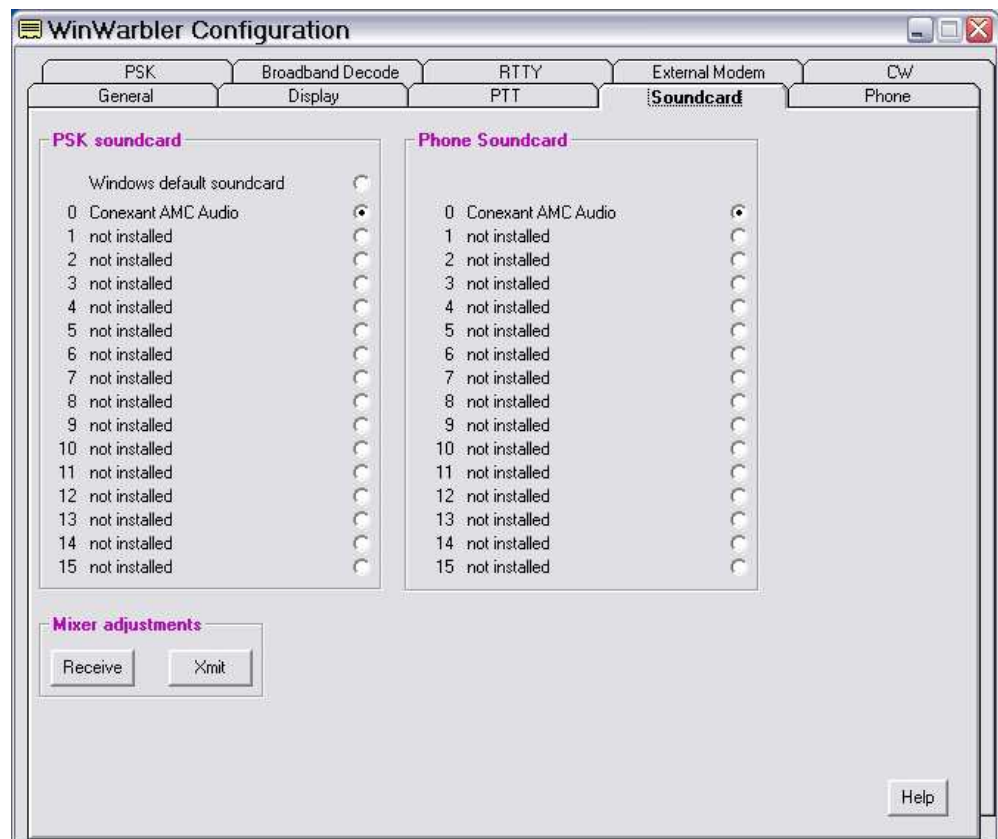 WinWarbler Configuration
PSK Broadband Decode RTTY External Modem CW
General Display PTT Soundcard Phone
PSK soundcard
Windows default soundcard
0 Conexant AMC Audio
1 not installed
2 not installed
3 not installed
4 not installed
5 not installed
6 not installed
7 not installed
8 not installed
9 not installed
10 not installed
11 not installed
12 not installed
13 not installed
14 not installed
15 not installed
Phone Soundcard
0 Conexant AMC Audio
1 not installed
2 not installed
3 not installed
4 not installed
5 not installed
6 not installed
7 not installed
8 not installed
9 not installed
10 not installed
11 not installed
12 not installed
13 not installed
14 not installed
15 not installed
Mixer adjustments
Receive Xmit
Help